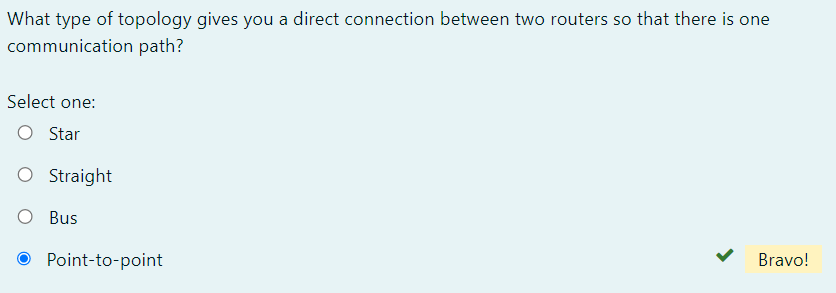 What type of topology gives you a direct connection between two routers so that there is one
communication path?
Select one:
Star
Straight
Bus
Point-to-point
Bravo!